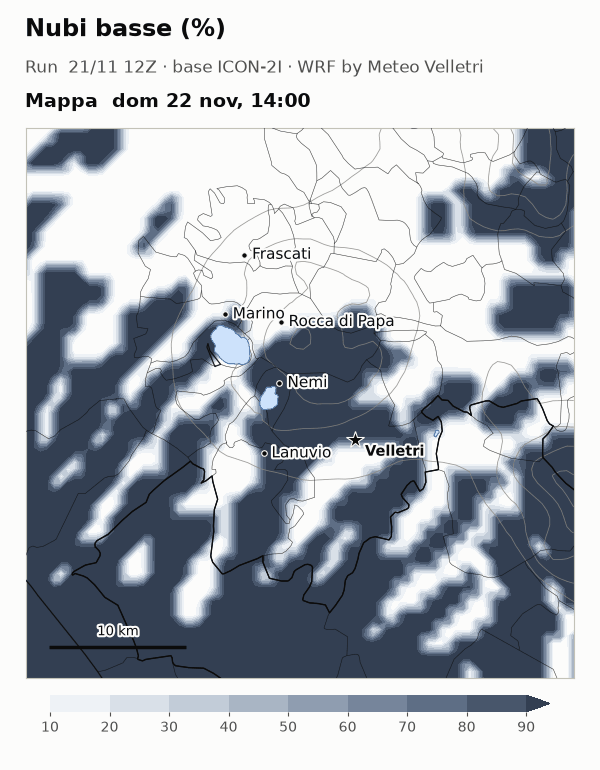 Nubi basse (%)
Run  21/11 12Z · base ICON-2I · WRF by Meteo Velletri
Mappa  dom 22 nov, 14:00
Frascati
Marino
Rocca di Papa
Nemi
Velletri
Lanuvio
10 km
10 20 30 40 50 60 70 80 90